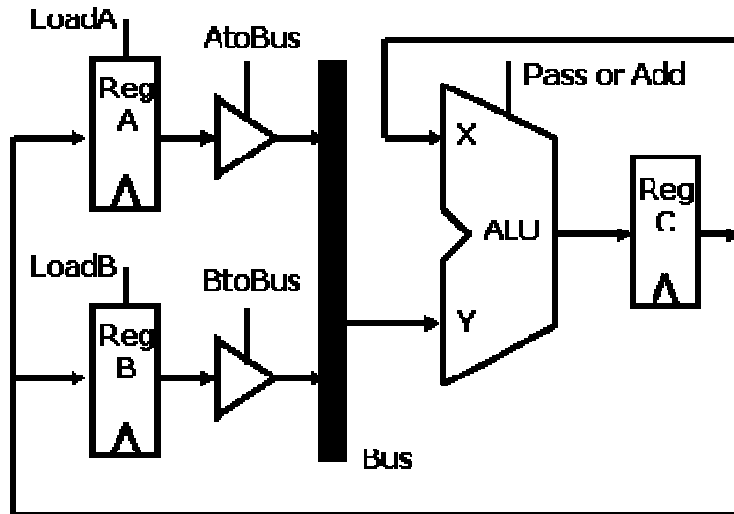 LoadA
AtoBus
Pass or Add
Reg
A
X
Reg
C
ALU
LoadB
BtoBus
Y
Reg
B
Bus